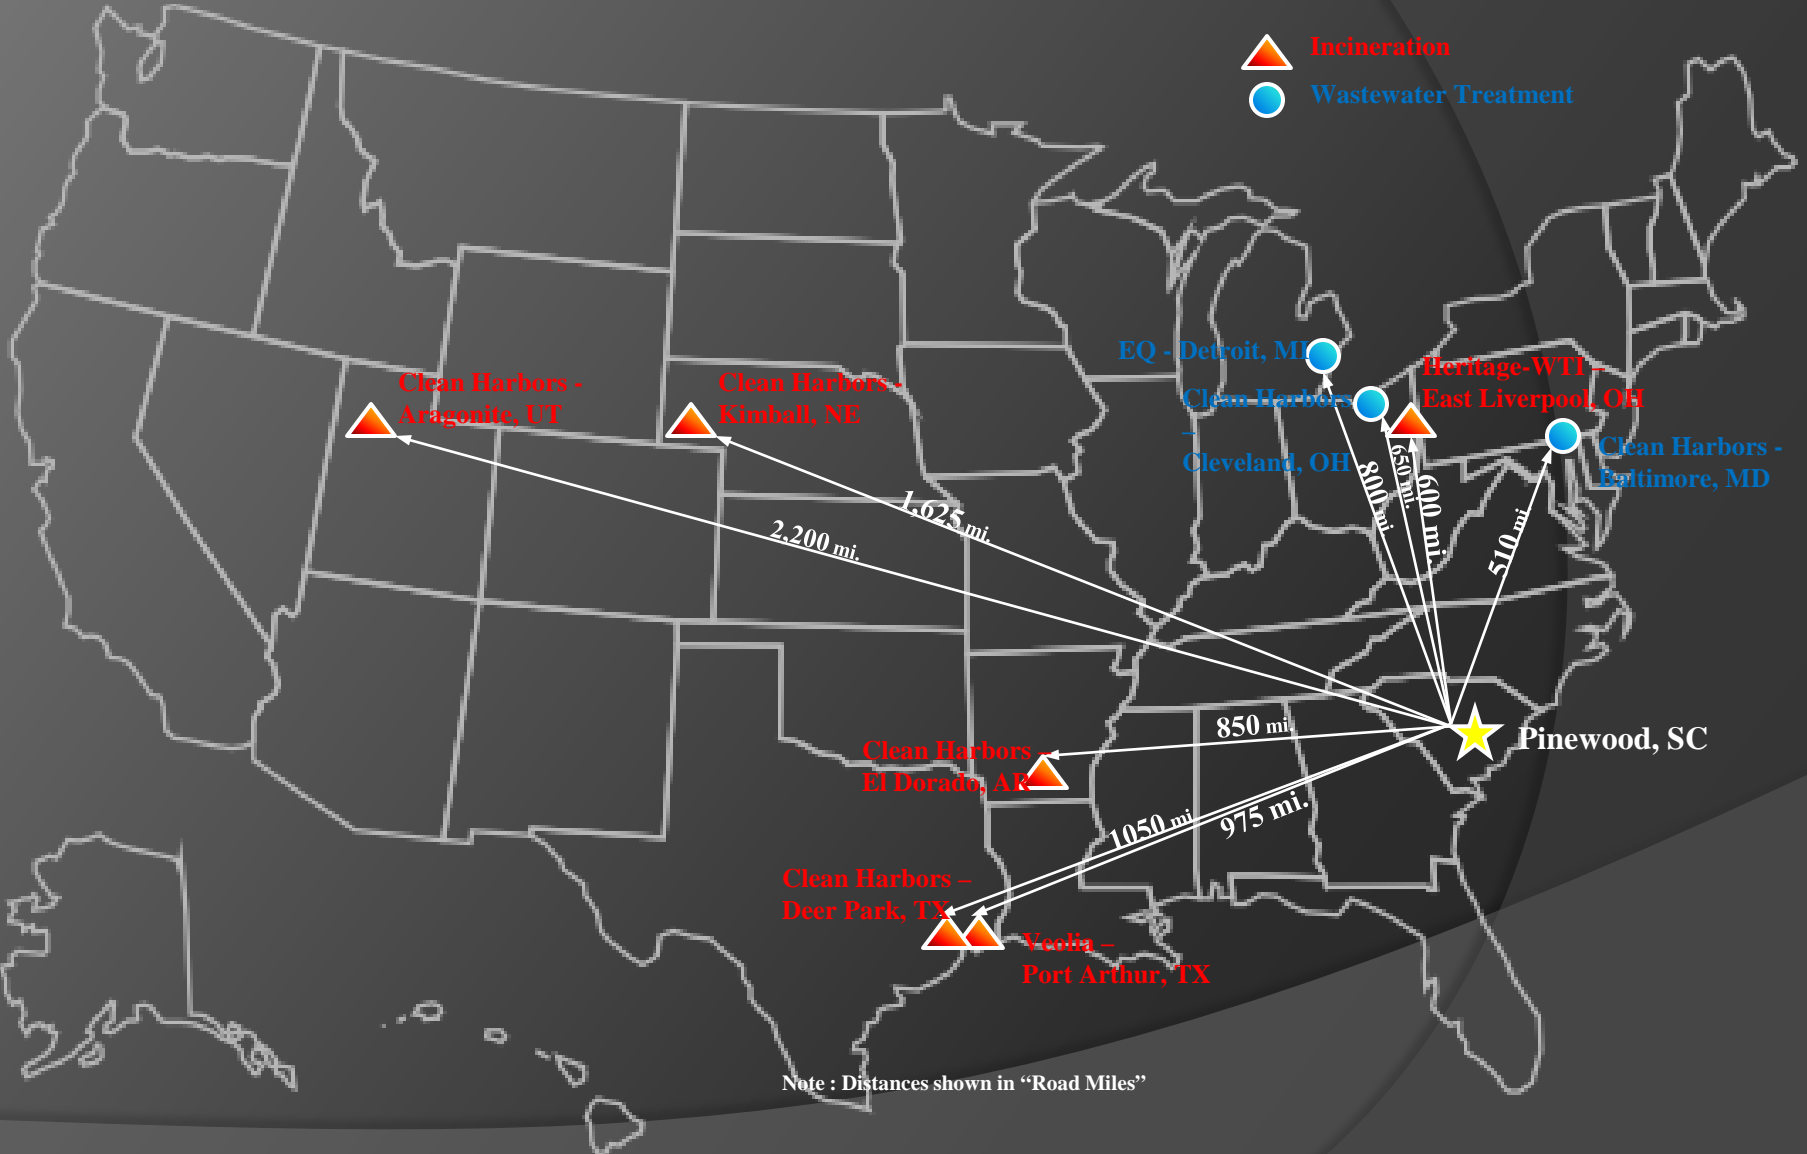 Incineration
Wastewater Treatment
EQ - Detroit, MI
Heritage-WTI –
East Liverpool, OH
Clean Harbors -
Aragonite, UT
Clean Harbors -
Kimball, NE
Clean Harbors
–
Cleveland, OH
Clean Harbors -
Baltimore, MD
800 mi.
650 mi.
600 mi.
510 mi.
1,625 mi.
2,200 mi.
850 mi.
Pinewood, SC
Clean Harbors –
El Dorado, AR
1050 mi.
975 mi.
Clean Harbors –
Deer Park, TX
Veolia –
Port Arthur, TX
Note : Distances shown in “Road Miles”